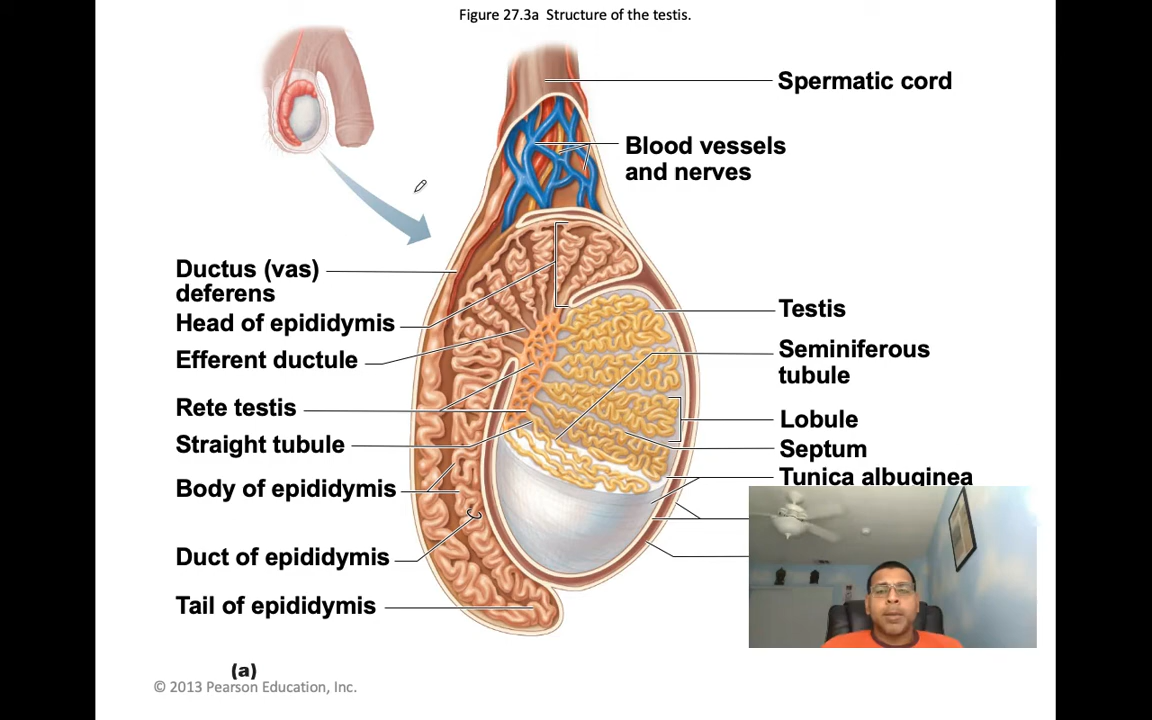 Figure 27.3a  Structure of the testis.
Spermatic cord
Blood vessels
and nerves
Ductus (vas)
deferens
Head of epididymis
Efferent ductule
Rete testis
Straight tubule
Body of epididymis
Duct of epididymis
Tail of epididymis
Testis
Seminiferous
tubule
Lobule
Septum
Tunica albuginea
(a)
© 2013 Pearson Education, Inc.